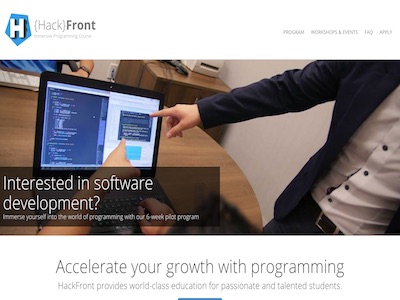 H
{Hack}Front
Immersive Programming Course
PROGRAM WORKSHOPS & EVENTS FAQ APPLY
Interested in software
development?
Immerse yourself into the world of programming with our 6-week pilot program
Accelerate your growth with programming
HackFront provides world-class education for passionate and talented students.